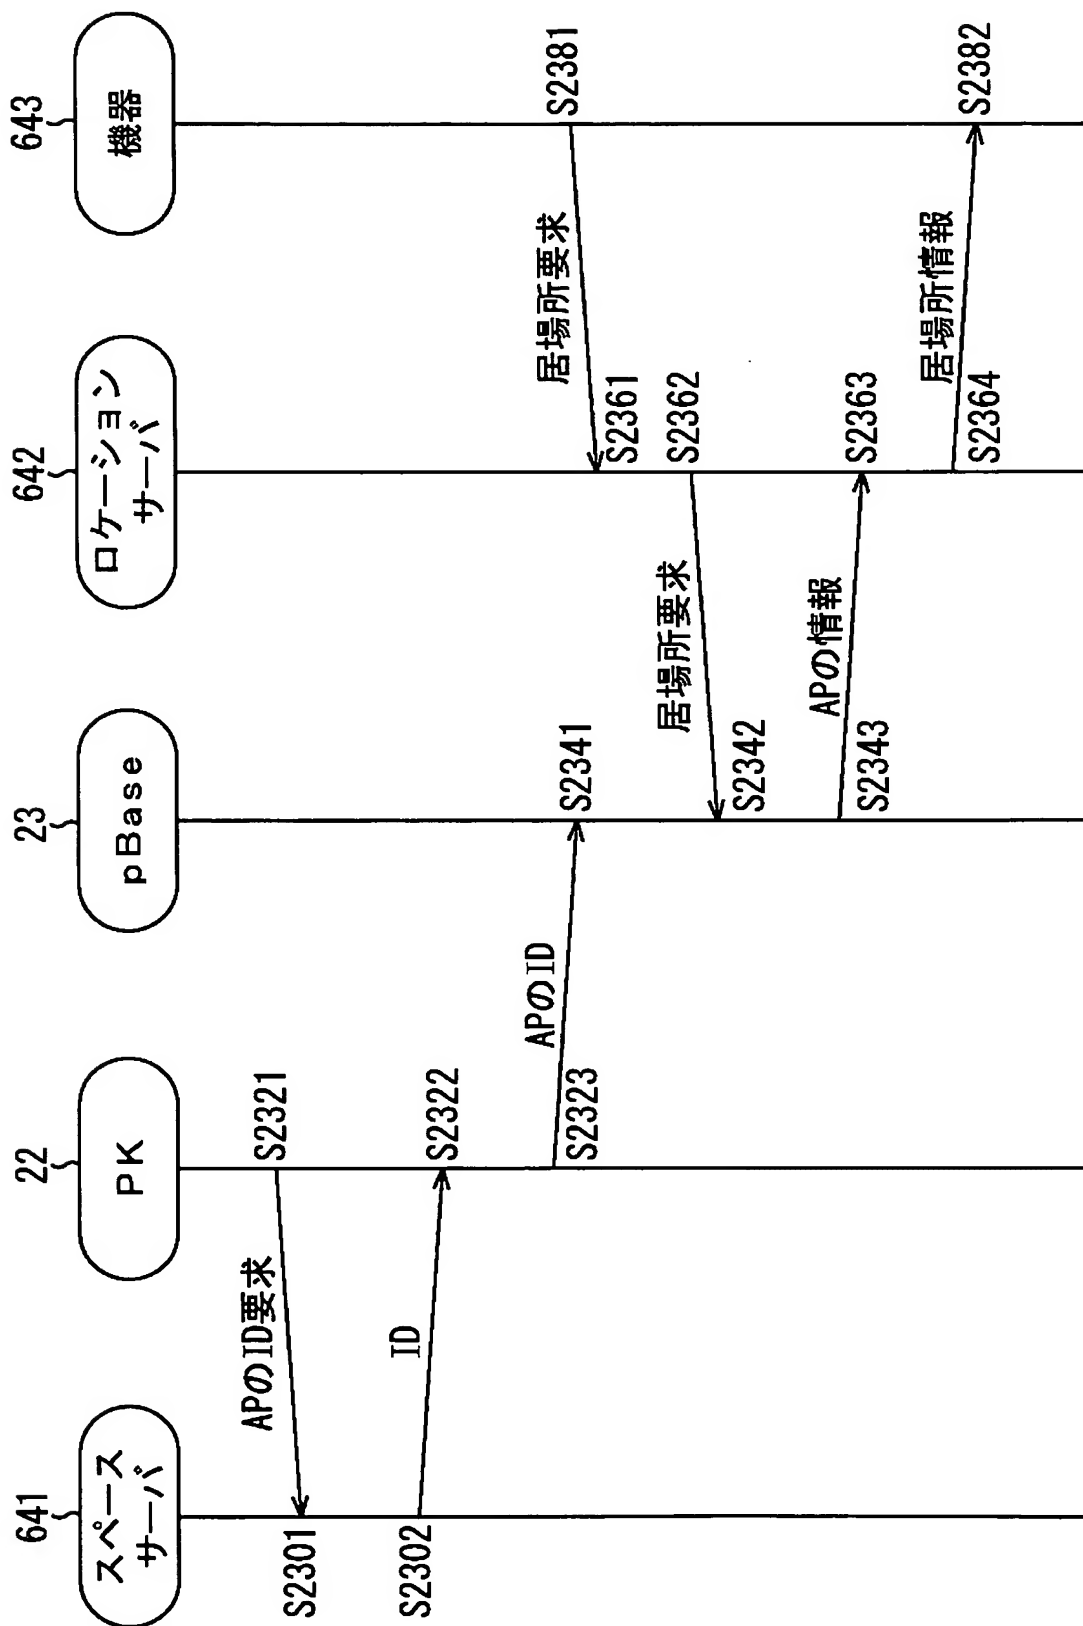 641
スペース
サーバ
22
PK
23
pBase
642
ロケーション
サーバ
643
機器
S2321
APのID要求
S2301
S2302
ID
S2322
S2323
APのID
S2341
S2381
居場所要求
S2361
S2362
居場所要求
S2342
S2343
APの情報
S2363
S2364
居場所情報
S2382